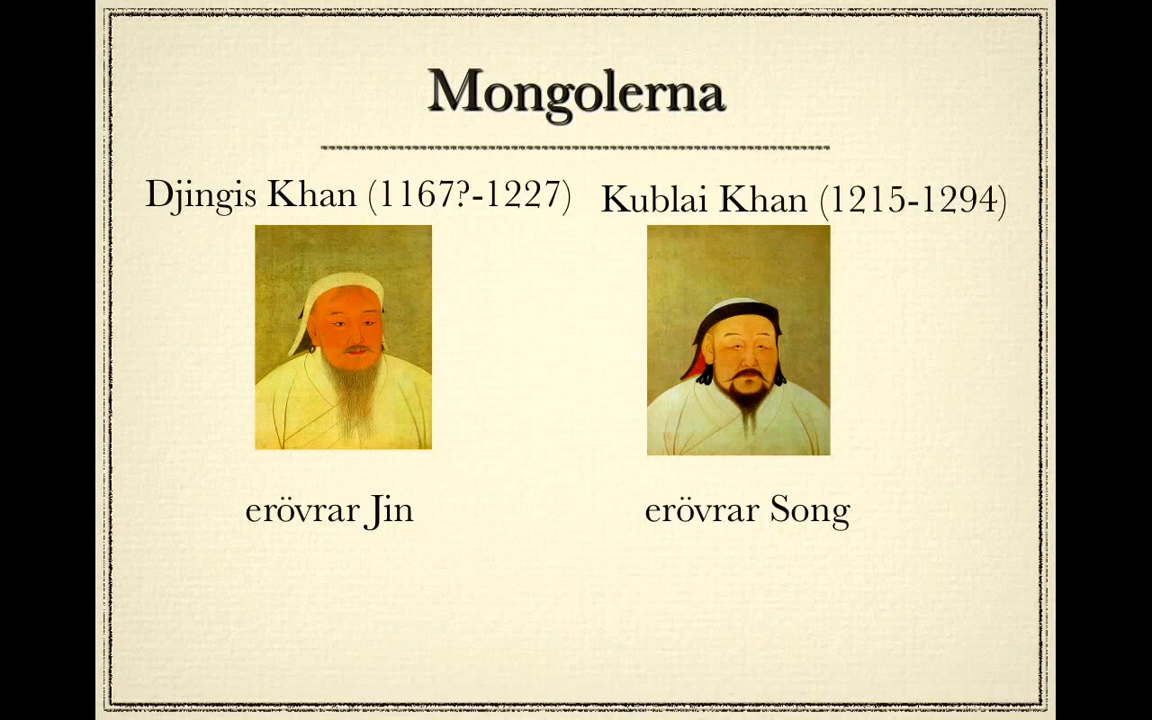 Mongolerna
Djingis Khan (1167?-1227)
Kublai Khan (1215-1294)
erövrar Jin
erövrar Song